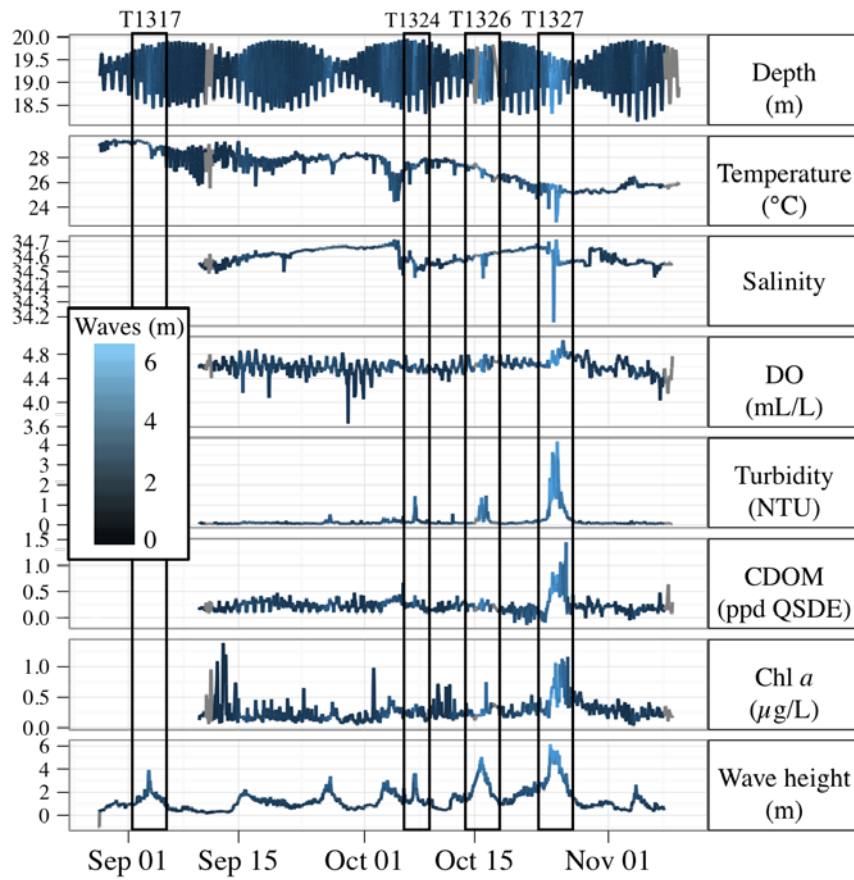 T1317 T1324 T1326 T1327
20.0
19.5
19.0
18.5
Depth
(m)
28
26
24
Temperature
(°C)
34.7
34.6
34.5
34.4
34.3
34.2
Salinity
Waves (m)
6
4
2
0
4.8
4.4
4.0
3.6
DO
(mL/L)
4
3
2
1
0
Turbidity
(NTU)
1.5
1.0
0.5
0.0
CDOM
(ppd QSDE)
1.0
0.5
0.0
Chl a
(µg/L)
6
4
2
0
Wave height
(m)
Sep 01 Sep 15 Oct 01 Oct 15 Nov 01